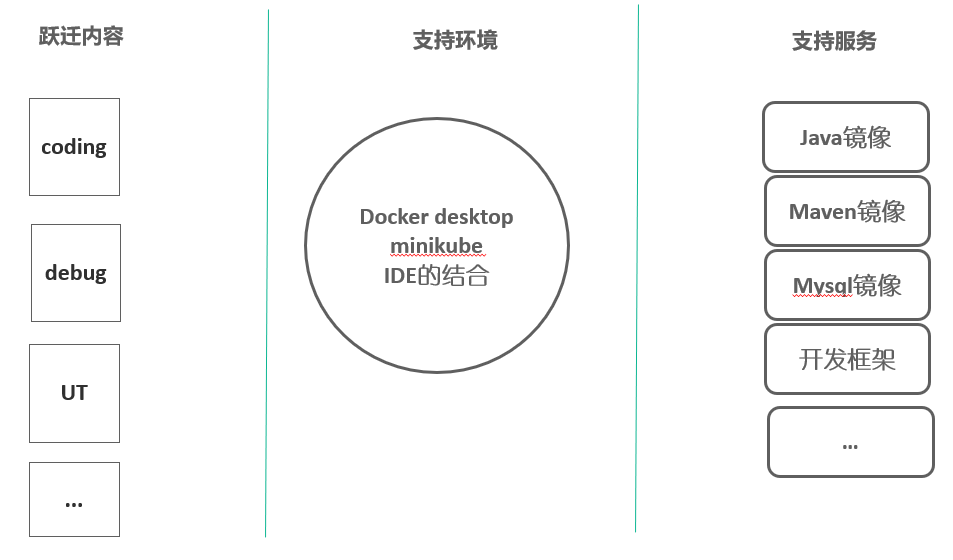 跃迁内容
coding
debug
UT
...
支持环境
Docker desktop
minikube
IDE的结合
支持服务
Java镜像
Maven镜像
Mysql镜像
开发框架
...